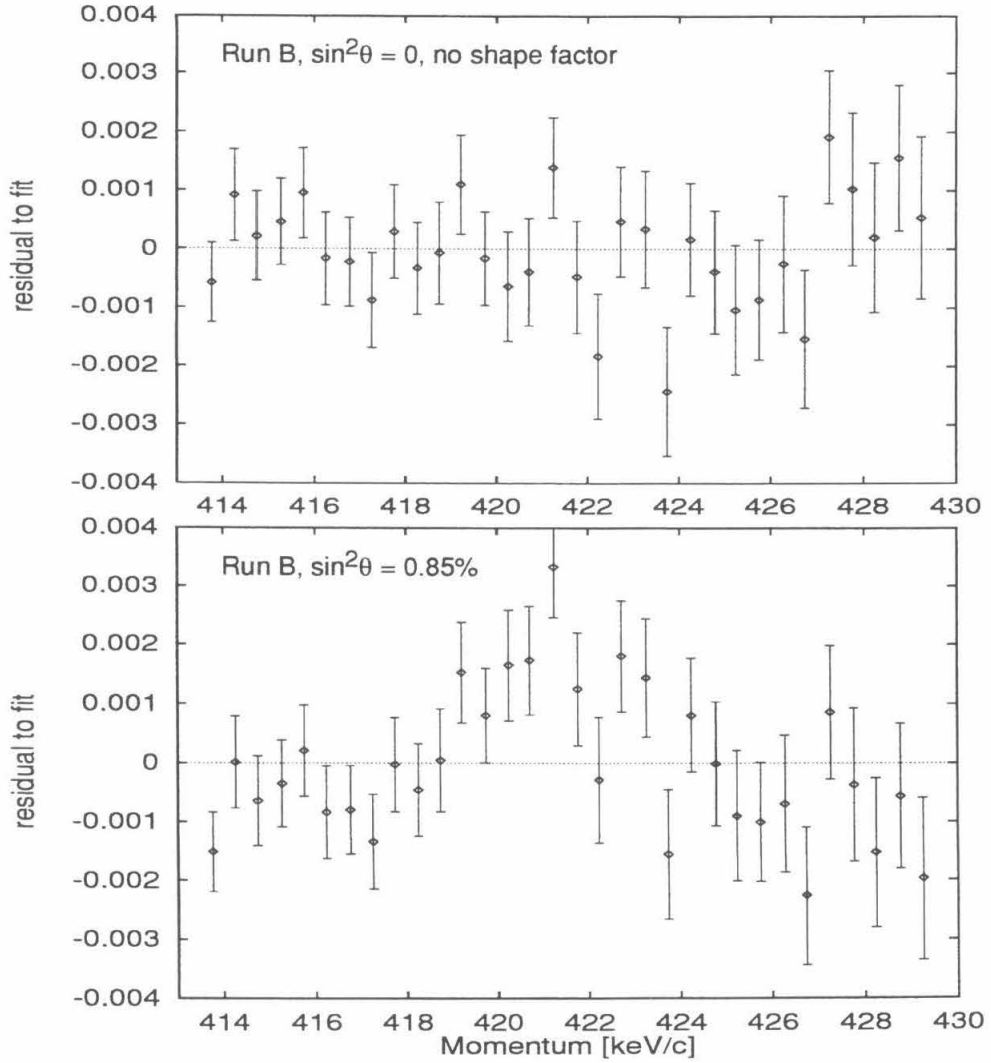 0.004
Run B, sin²θ = 0, no shape factor
0.003
0.002
0.001
0
-0.001
-0.002
-0.003
-0.004
residual to fit
414 416 418 420 422 424 426 428 430
0.004
Run B, sin²θ = 0.85%
0.003
0.002
0.001
0
-0.001
-0.002
-0.003
-0.004
residual to fit
414 416 418 420 422 424 426 428 430
Momentum [keV/c]